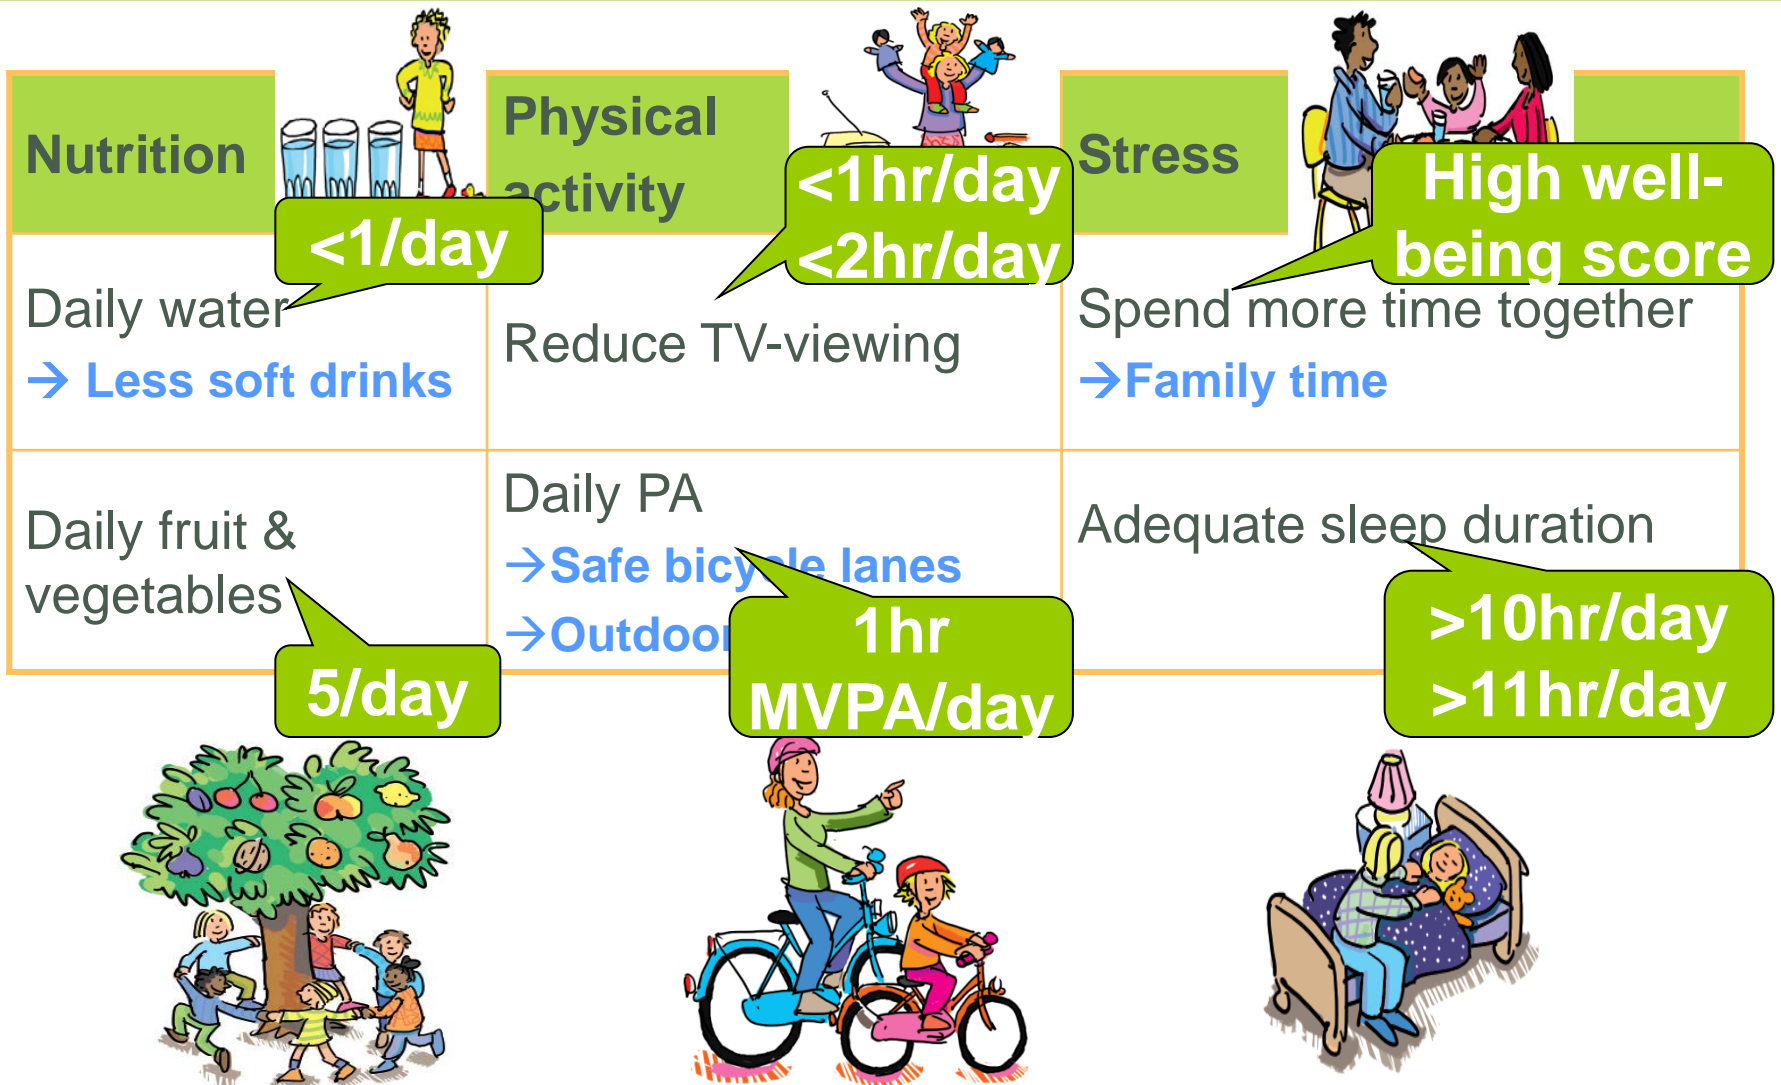 Nutrition
<1/day
Daily water
→ Less soft drinks
Daily fruit &
vegetables
5/day
Physical
activity
<1hr/day
<2hr/day
Reduce TV-viewing
Daily PA
→Safe bicycle lanes
→Outdoor
1hr
MVPA/day
Stress
High well-
being score
Spend more time together
→Family time
Adequate sleep duration
>10hr/day
>11hr/day